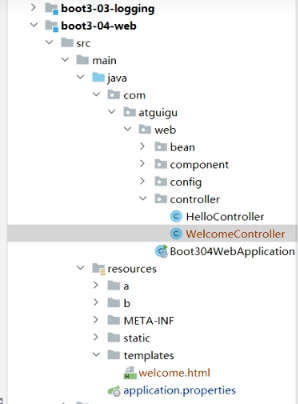 boot3-03-logging
boot3-04-web
src
main
java
com
atguigu
web
bean
component
config
controller
HelloController
WelcomeController
Boot304WebApplication
resources
a
b
META-INF
static
templates
welcome.html
application.properties